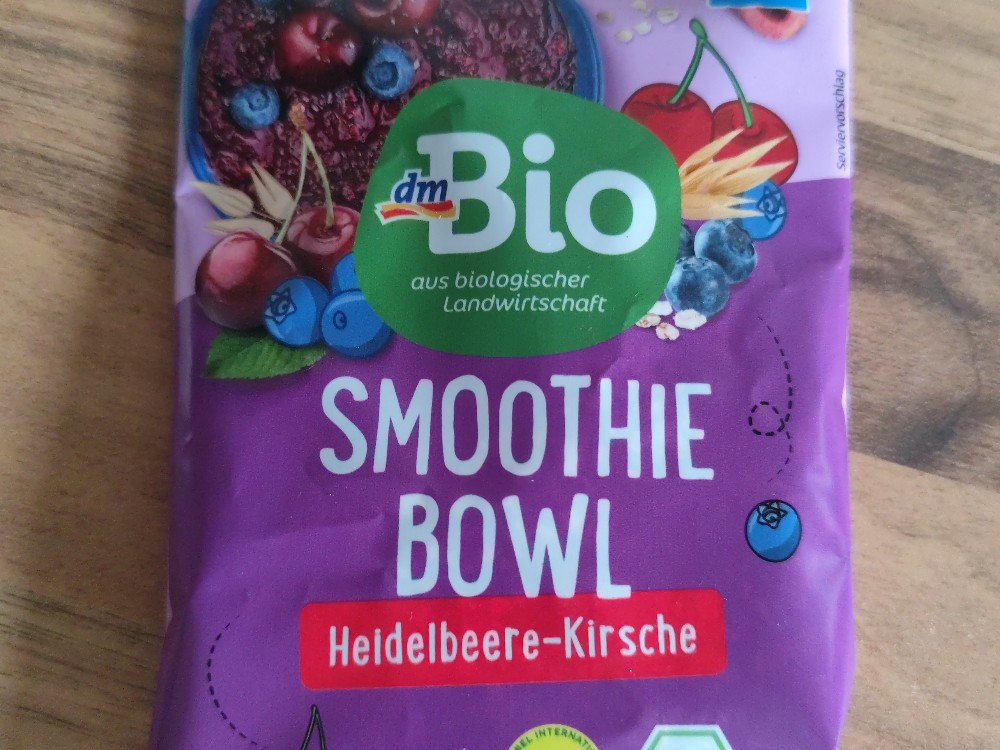 Serviervorschlag
dm
Bio
aus biologischer
Landwirtschaft
SMOOTHIE
BOWL
Heidelbeere-Kirsche